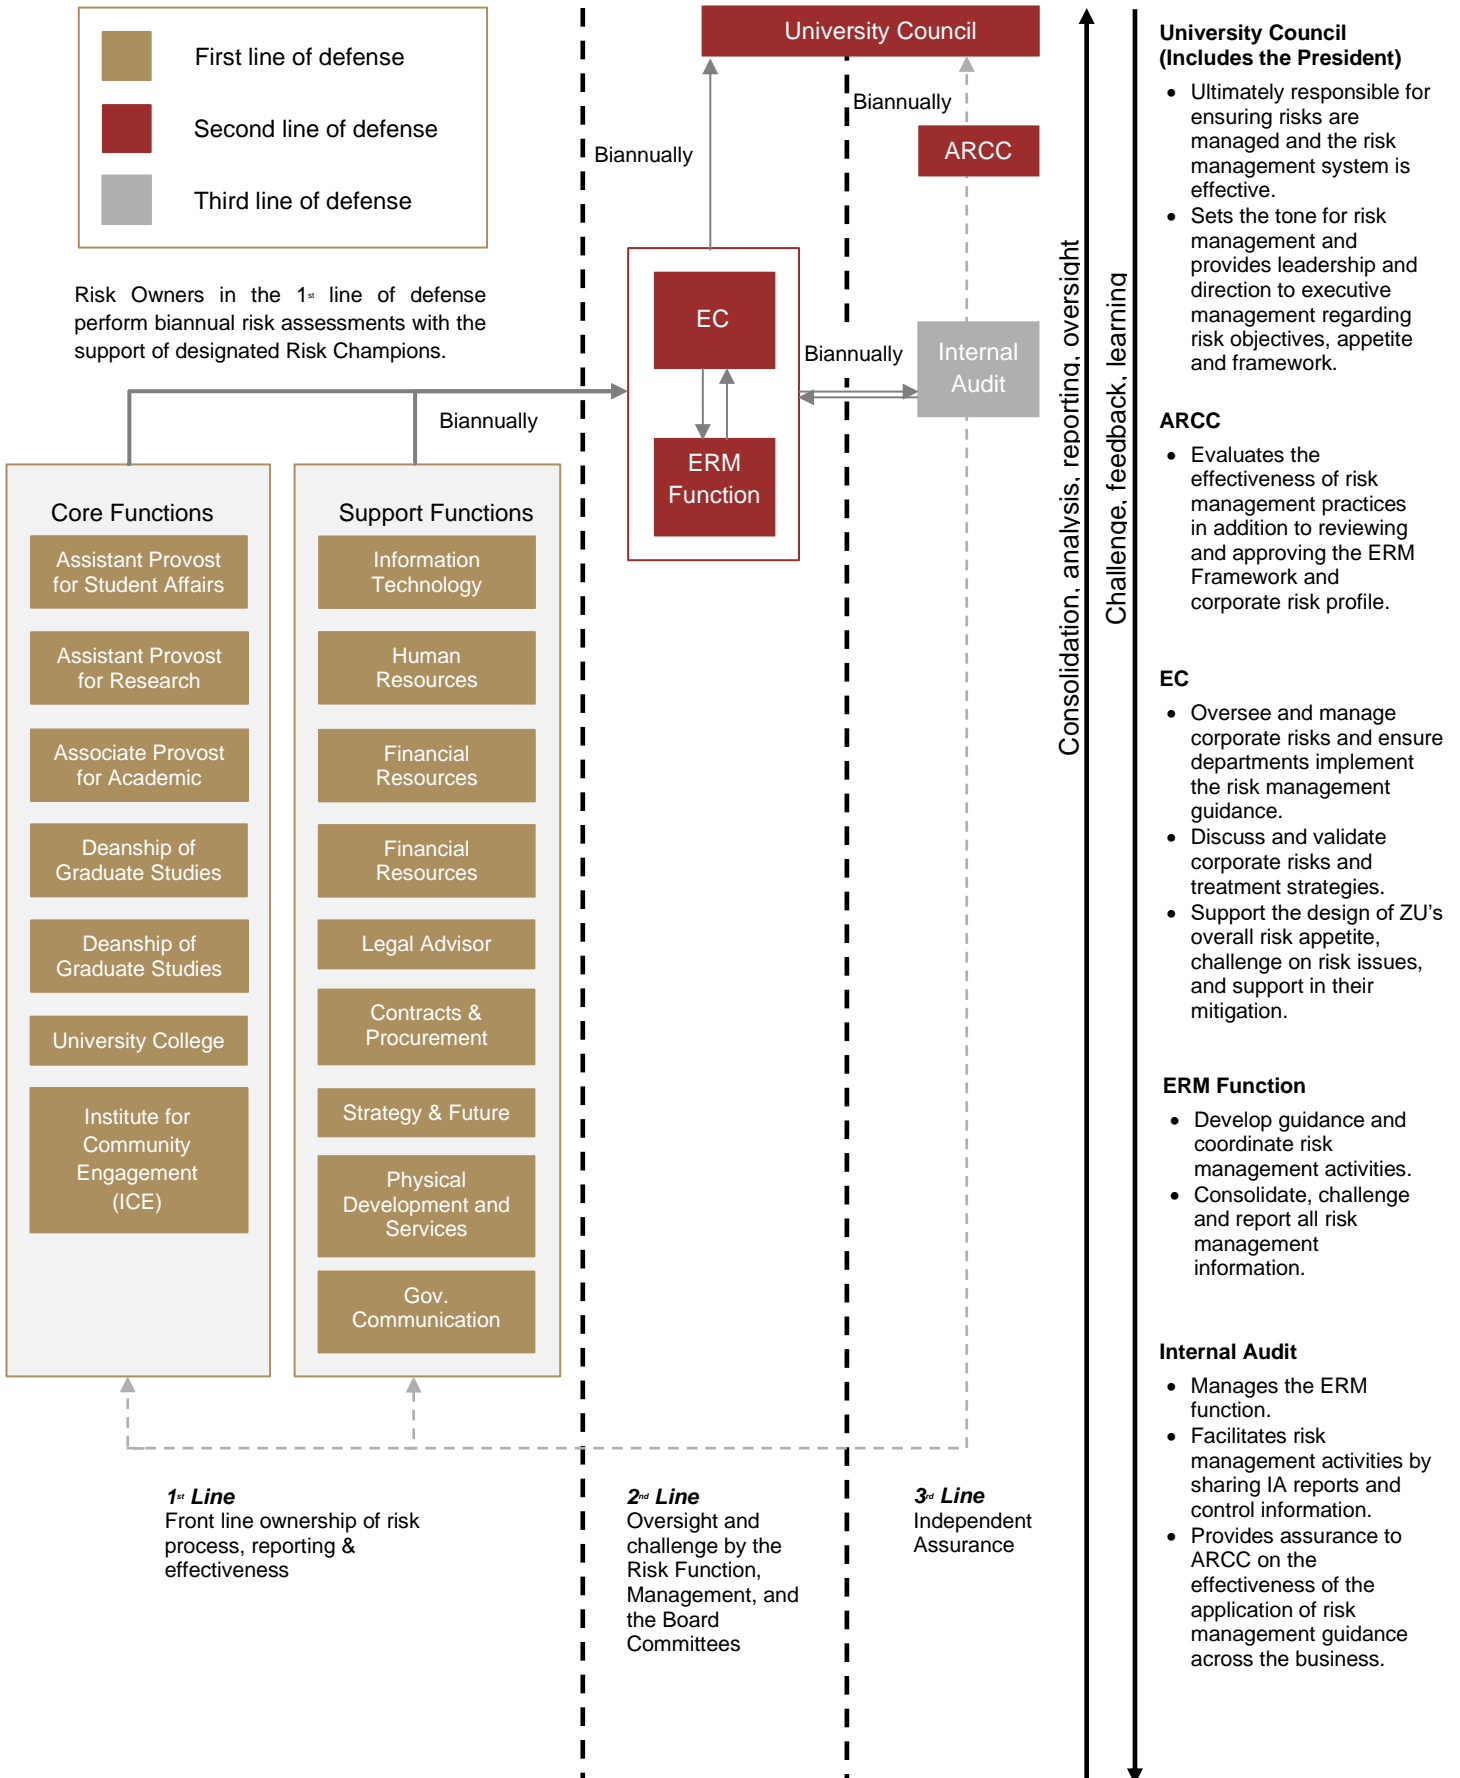 First line of defense
Second line of defense
Third line of defense
Risk Owners in the 1st line of defense
perform biannual risk assessments with the
support of designated Risk Champions.
University Council
Biannually
Biannually
ARCC
EC
ERM
Function
Biannually
Internal
Audit
Biannually
Core Functions
Assistant Provost
for Student Affairs
Assistant Provost
for Research
Associate Provost
for Academic
Deanship of
Graduate Studies
Deanship of
Graduate Studies
University College
Institute for
Community
Engagement
(ICE)
Support Functions
Information
Technology
Human
Resources
Financial
Resources
Financial
Resources
Legal Advisor
Contracts &
Procurement
Strategy & Future
Physical
Development and
Services
Gov.
Communication
1st Line
Front line ownership of risk
process, reporting &
effectiveness
2nd Line
Oversight and
challenge by the
Risk Function,
Management, and
the Board
Committees
3rd Line
Independent
Assurance
Consolidation, analysis, reporting, oversight
Challenge, feedback, learning
University Council
(Includes the President)
• Ultimately responsible for
ensuring risks are
managed and the risk
management system is
effective.
• Sets the tone for risk
management and
provides leadership and
direction to executive
management regarding
risk objectives, appetite
and framework.
ARCC
• Evaluates the
effectiveness of risk
management practices
in addition to reviewing
and approving the ERM
Framework and
corporate risk profile.
EC
• Oversee and manage
corporate risks and ensure
departments implement
the risk management
guidance.
• Discuss and validate
corporate risks and
treatment strategies.
• Support the design of ZU’s
overall risk appetite,
challenge on risk issues,
and support in their
mitigation.
ERM Function
• Develop guidance and
coordinate risk
management activities.
• Consolidate, challenge
and report all risk
management
information.
Internal Audit
• Manages the ERM
function.
• Facilitates risk
management activities by
sharing IA reports and
control information.
• Provides assurance to
ARCC on the
effectiveness of the
application of risk
management guidance
across the business.